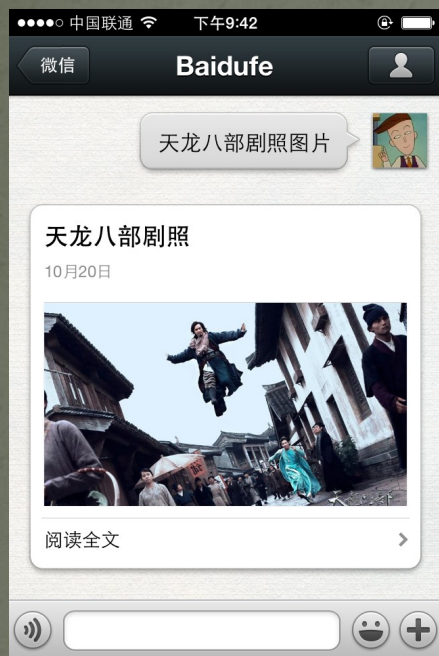 中国联通 下午9:42
微信 Baidufe
天龙八部剧照图片
天龙八部剧照
10月20日
阅读全文